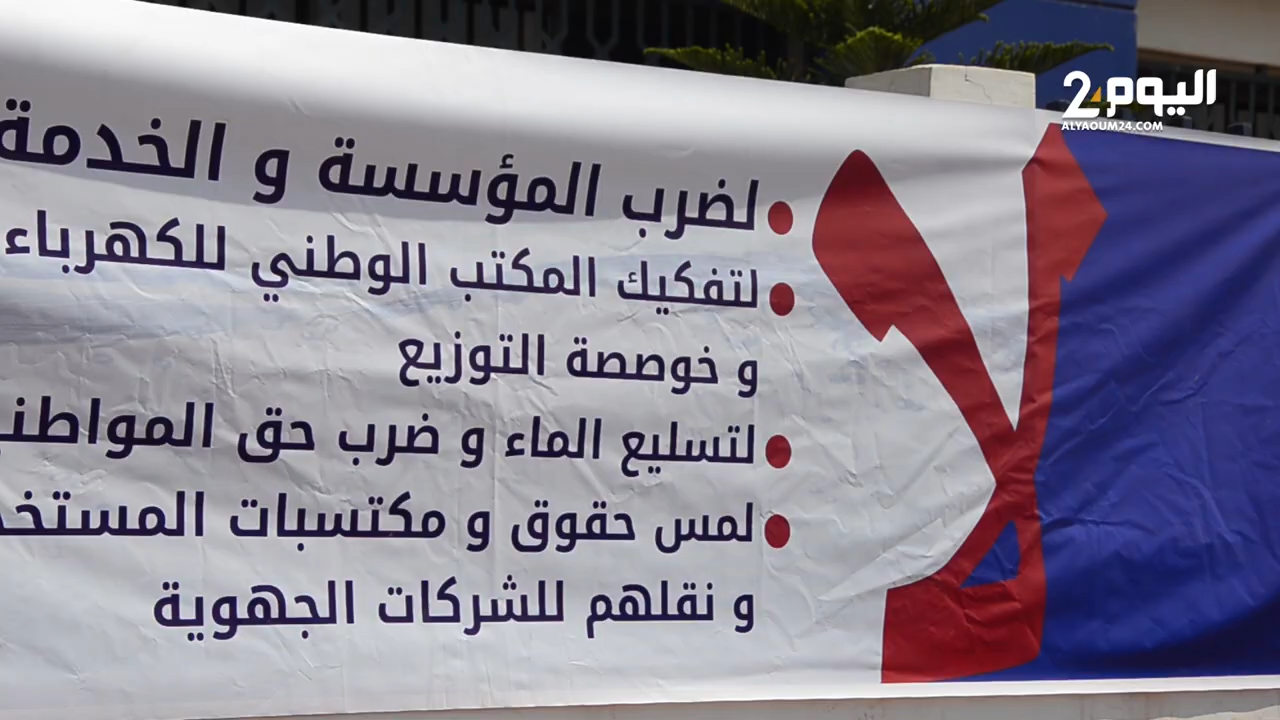 اليوم 24
ALYAOUM24.COM
لا
• لضرب المؤسسة و الخدمة
• لتفكيك المكتب الوطني للكهرباء
و خوصصة التوزيع
• لتسليع الماء و ضرب حق
• لمس حقوق و مكتسبات
و نقلهم للشركات الجهوية